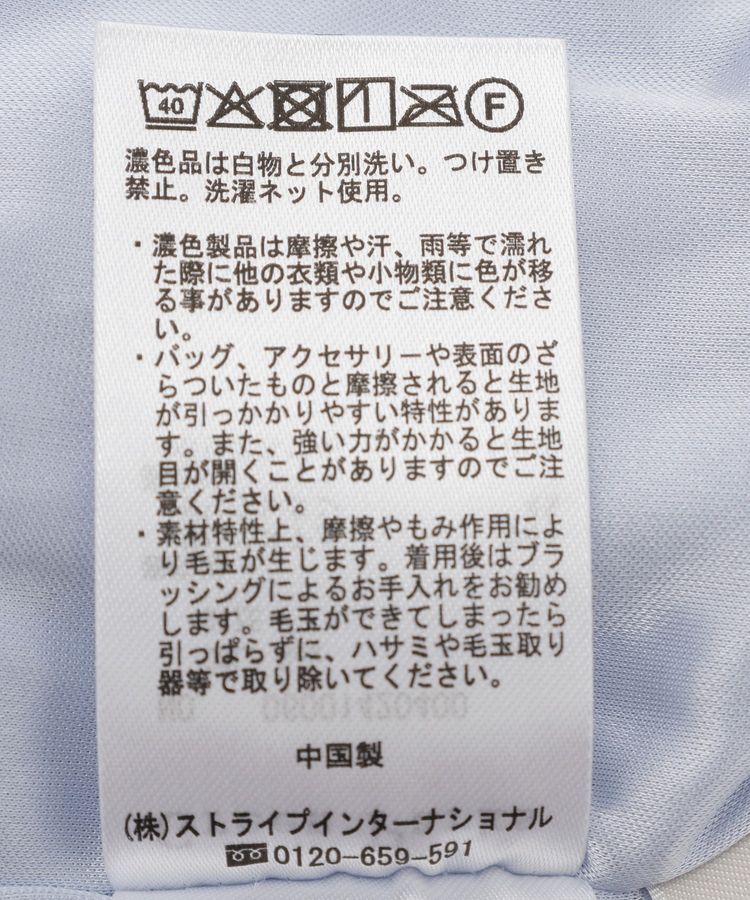 40 F
濃色品は白物と分別洗い。つけ置き
禁止。洗濯ネット使用。
・濃色製品は摩擦や汗、雨等で濡れ
た際に他の衣類や小物類に色が移
る事がありますのでご注意くださ
い。
・バッグ、アクセサリーや表面のざ
らついたものと摩擦されると生地
が引っかかりやすい特性がありま
す。また、強い力がかかると生地
目が開くことがありますのでご注
意ください。
・素材特性上、摩擦やもみ作用によ
り毛玉が生じます。着用後はブラ
ッシングによるお手入れをお勧め
します。毛玉ができてしまったら
引っぱらずに、ハサミや毛玉取り
器等で取り除いてください。
中国製
(株)ストライプインターナショナル
0120-659-591